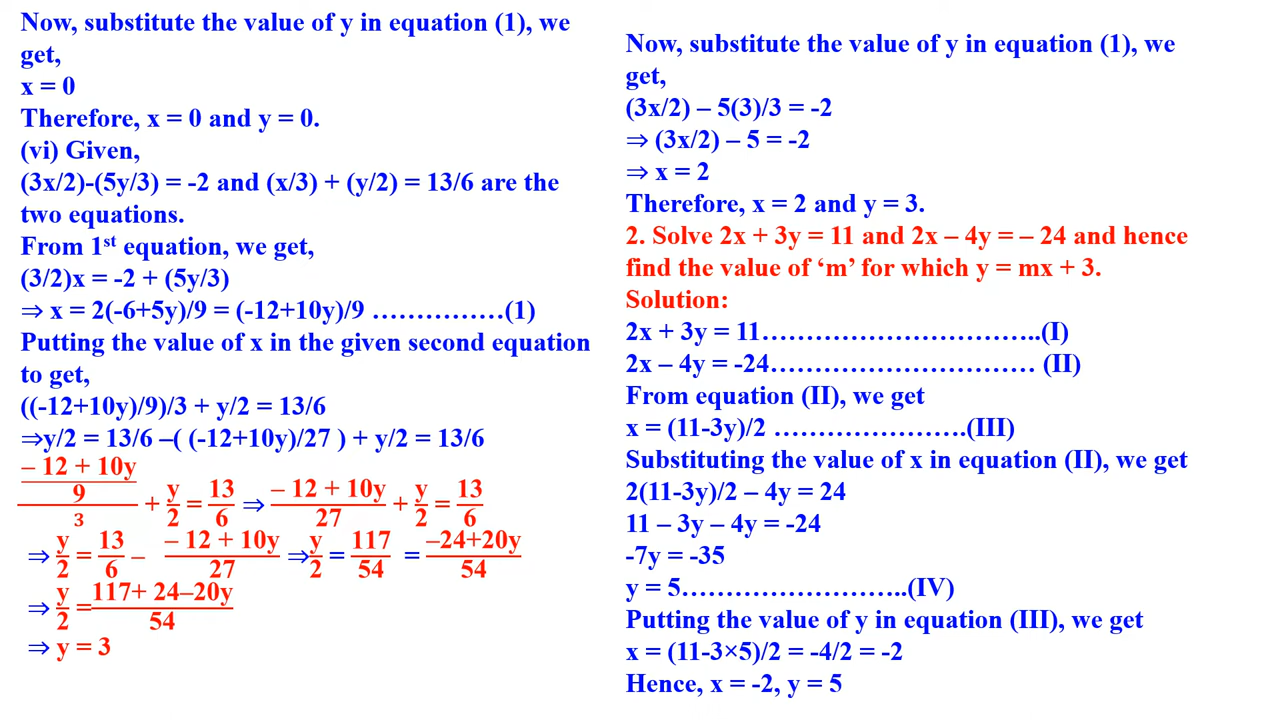 Now, substitute the value of y in equation (1), we
get,
x = 0
Therefore, x = 0 and y = 0.
(vi) Given,
(3x/2)-(5y/3) = -2 and (x/3) + (y/2) = 13/6 are the
two equations.
From 1st equation, we get,
(3/2)x = -2 + (5y/3)
⇒ x = 2(-6+5y)/9 = (-12+10y)/9 ……………(1)
Putting the value of x in the given second equation
to get,
((-12+10y)/9)/3 + y/2 = 13/6
⇒y/2 = 13/6 –( (-12+10y)/27 ) + y/2 = 13/6
((– 12 + 10y)/9)/3 + y/2 = 13/6 ⇒ (– 12 + 10y)/27 + y/2 = 13/6
⇒ y/2 = 13/6 – (– 12 + 10y)/27 ⇒ y/2 = 117/54 = (–24+20y)/54
⇒ y/2 = (117+ 24–20y)/54
⇒ y = 3
Now, substitute the value of y in equation (1), we
get,
(3x/2) – 5(3)/3 = -2
⇒ (3x/2) – 5 = -2
⇒ x = 2
Therefore, x = 2 and y = 3.
2. Solve 2x + 3y = 11 and 2x – 4y = – 24 and hence
find the value of ‘m’ for which y = mx + 3.
Solution:
2x + 3y = 11…………………………..(I)
2x – 4y = -24………………………… (II)
From equation (II), we get
x = (11-3y)/2 ………………….(III)
Substituting the value of x in equation (II), we get
2(11-3y)/2 – 4y = 24
11 – 3y – 4y = -24
-7y = -35
y = 5……………………..(IV)
Putting the value of y in equation (III), we get
x = (11-3×5)/2 = -4/2 = -2
Hence, x = -2, y = 5